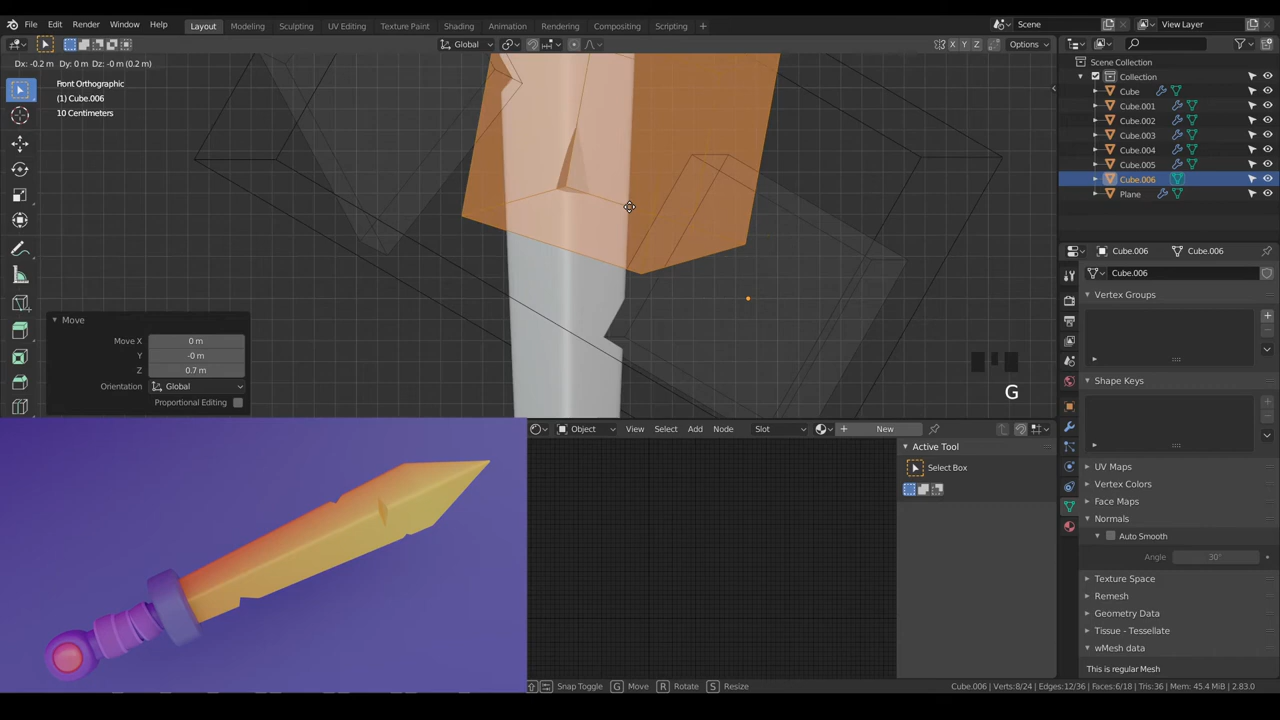 File Edit Render Window Help Layout Modeling Sculpting UV Editing Texture Paint Shading Animation Rendering Compositing Scripting + Scene View Layer
Global X Y Z Options
Dx: -0.2 m Dy: 0 m Dz: -0 m (0.2 m)
Front Orthographic
(1) Cube.006
10 Centimeters
Scene Collection
Collection
Cube
Cube.001
Cube.002
Cube.003
Cube.004
Cube.005
Cube.006
Plane
Cube.006 Cube.006
Cube.006
Vertex Groups
Shape Keys
UV Maps
Vertex Colors
Face Maps
Normals
Auto Smooth
Angle 30°
Texture Space
Remesh
Geometry Data
Tissue - Tessellate
wMesh data
This is regular Mesh
Move
Move X 0 m
Y -0 m
Z 0.7 m
Orientation Global
Proportional Editing
G
Object View Select Add Node Slot New
Active Tool
Select Box
Snap Toggle G Move R Rotate S Resize
Cube.006 | Verts:8/24 | Edges:12/36 | Faces:6/18 | Tris:36 | Mem: 45.4 MiB | 2.83.0